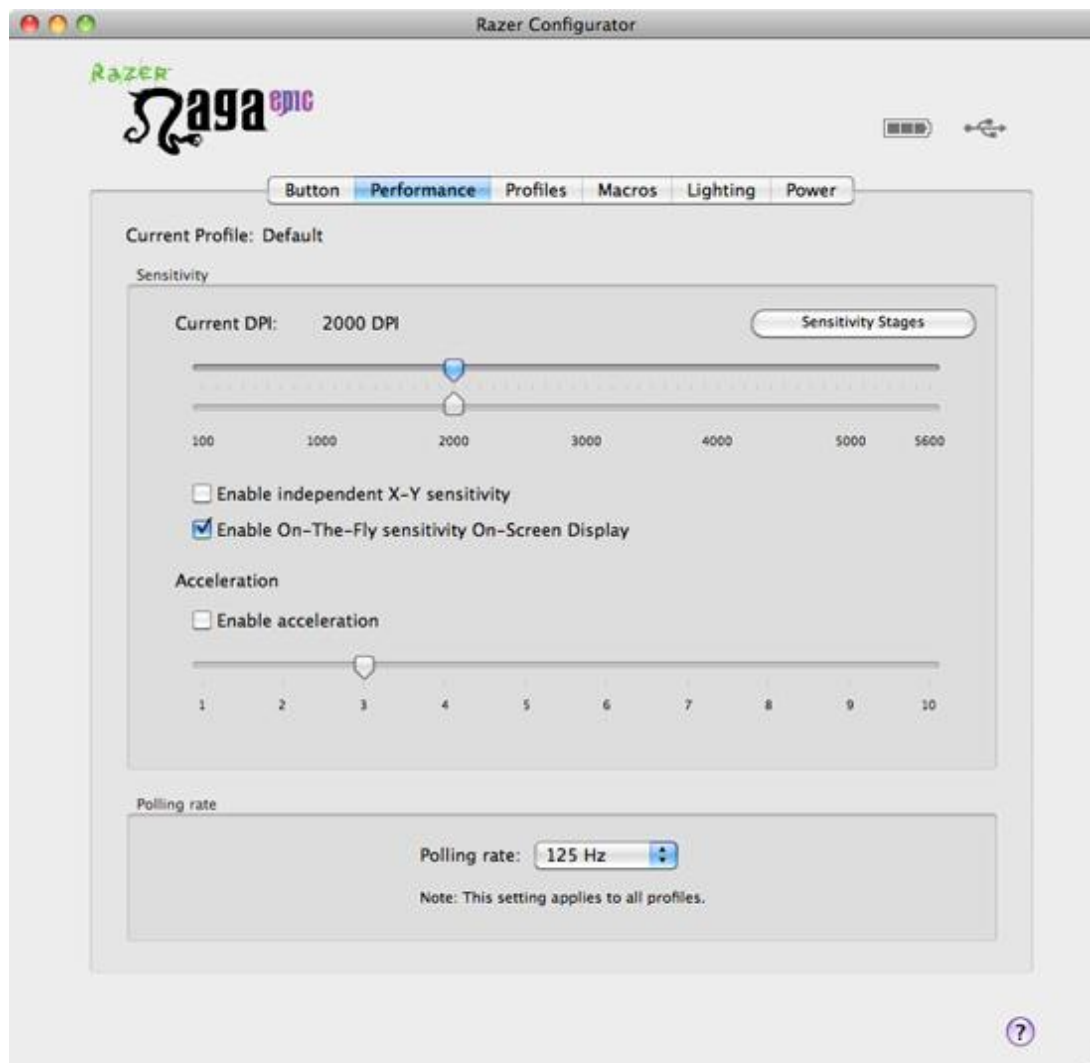 Razer Configurator
RAZER
Naga epic
Button Performance Profiles Macros Lighting Power
Current Profile: Default
Sensitivity
Current DPI: 2000 DPI Sensitivity Stages
100 1000 2000 3000 4000 5000 5600
Enable independent X-Y sensitivity
Enable On-The-Fly sensitivity On-Screen Display
Acceleration
Enable acceleration
1 2 3 4 5 6 7 8 9 10
Polling rate
Polling rate: 125 Hz
Note: This setting applies to all profiles.
?